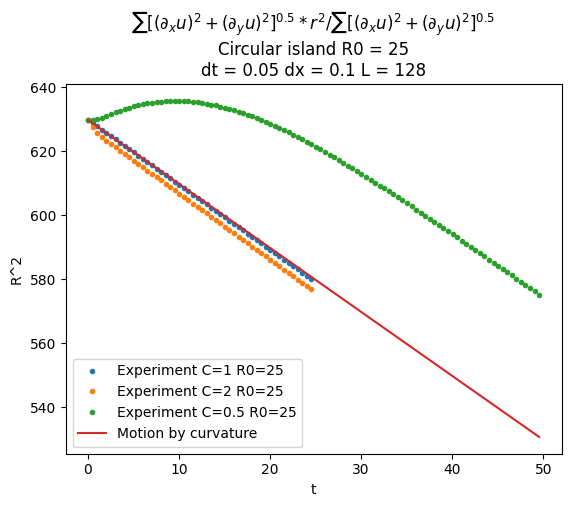 ∑[(∂ₓu)² + (∂ᵧu)²]⁰·⁵ * r²/∑[(∂ₓu)² + (∂ᵧu)²]⁰·⁵
Circular island R0 = 25
dt = 0.05 dx = 0.1 L = 128
640
620
600
580
560
540
R^2
Experiment C=1 R0=25
Experiment C=2 R0=25
Experiment C=0.5 R0=25
Motion by curvature
0 10 20 30 40 50
t